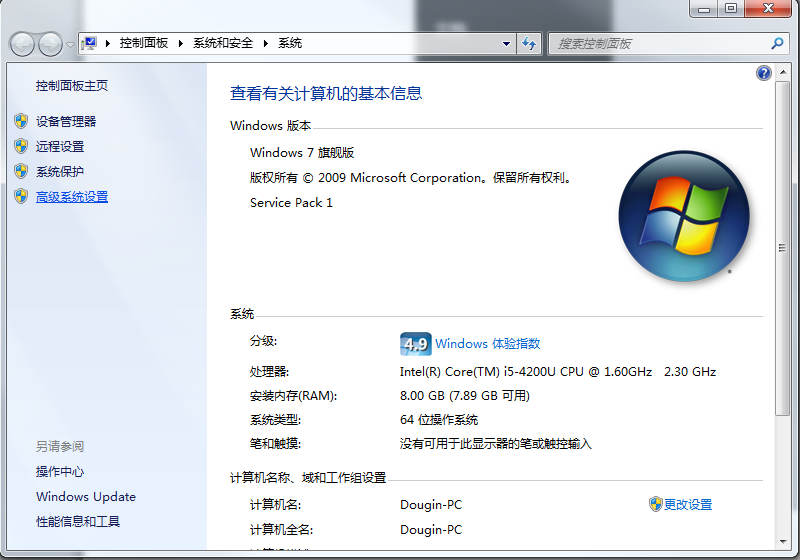 控制面板 系统和安全 系统 搜索控制面板
控制面板主页
设备管理器
远程设置
系统保护
高级系统设置
另请参阅
操作中心
Windows Update
性能信息和工具
查看有关计算机的基本信息
Windows 版本
Windows 7 旗舰版
版权所有 © 2009 Microsoft Corporation。保留所有权利。
Service Pack 1
系统
分级: 4.9 Windows 体验指数
处理器: Intel(R) Core(TM) i5-4200U CPU @ 1.60GHz 2.30 GHz
安装内存(RAM): 8.00 GB (7.89 GB 可用)
系统类型: 64 位操作系统
笔和触摸: 没有可用于此显示器的笔或触控输入
计算机名称、域和工作组设置
计算机名: Dougin-PC 更改设置
计算机全名: Dougin-PC